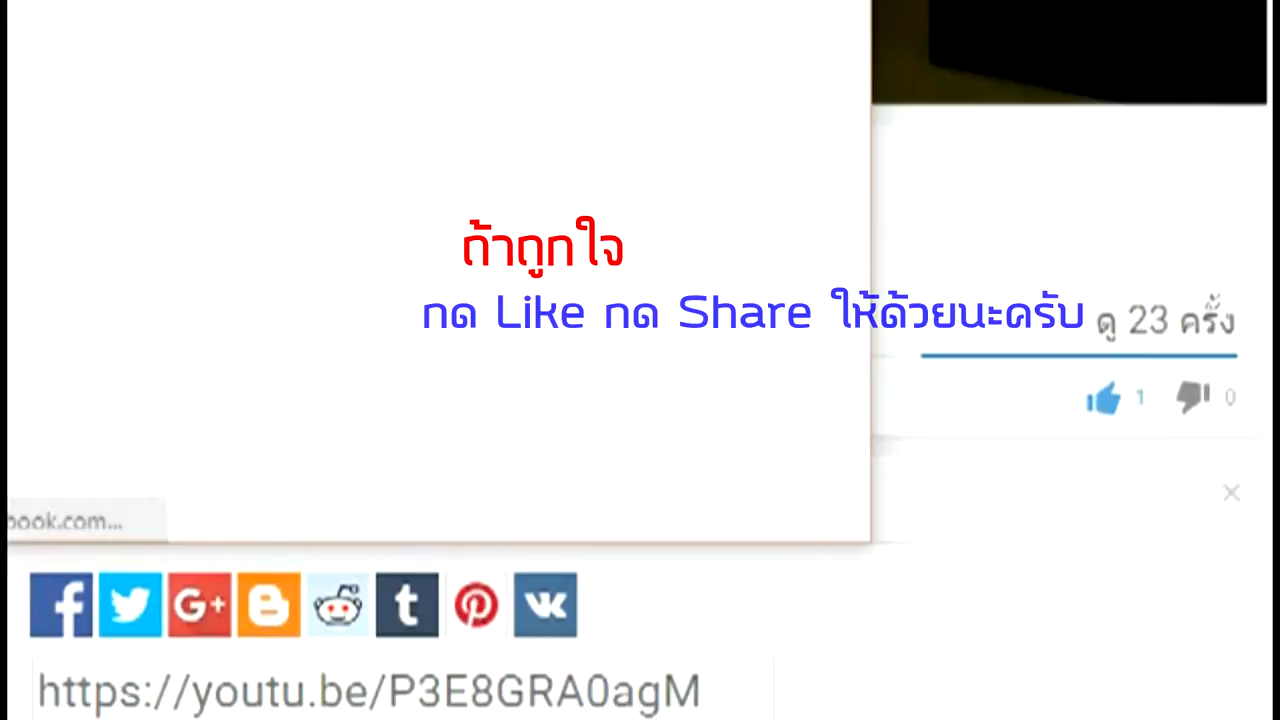 ถ้าถูกใจ
กด Like กด Share ให้ด้วยนะครับ
ดู 23 ครั้ง
1 0
book.com...
https://youtu.be/P3E8GRA0agM